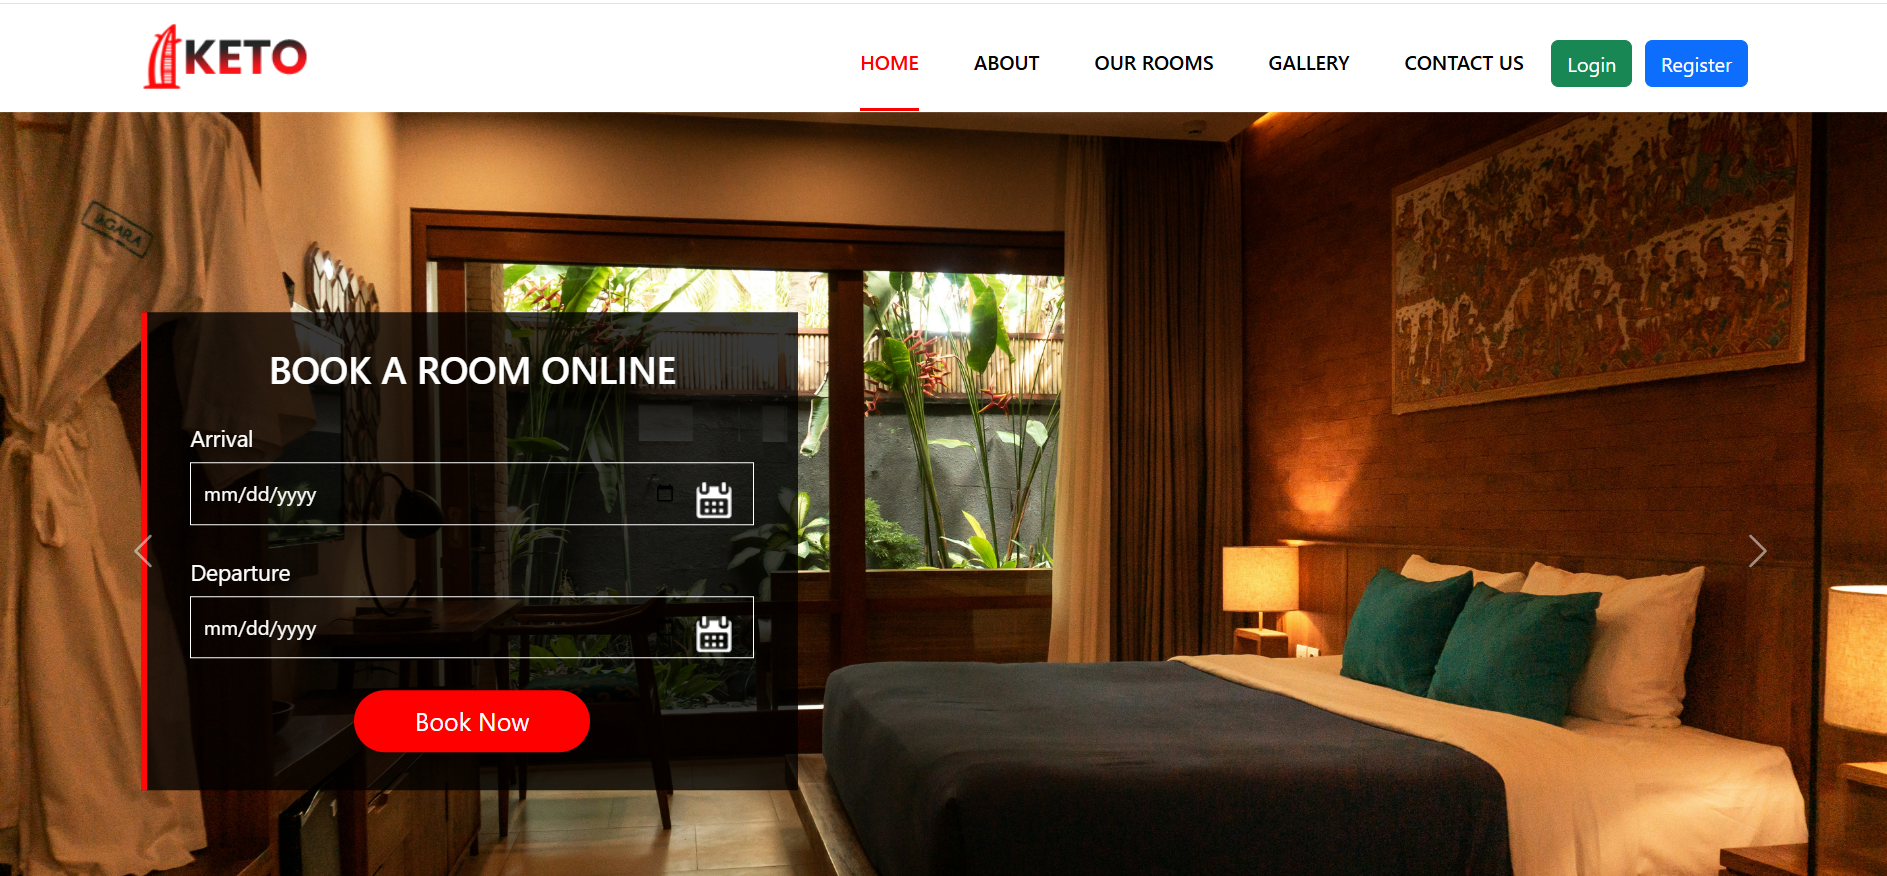 KETO
HOME ABOUT OUR ROOMS GALLERY CONTACT US Login Register
BOOK A ROOM ONLINE
Arrival
mm/dd/yyyy
Departure
mm/dd/yyyy
Book Now